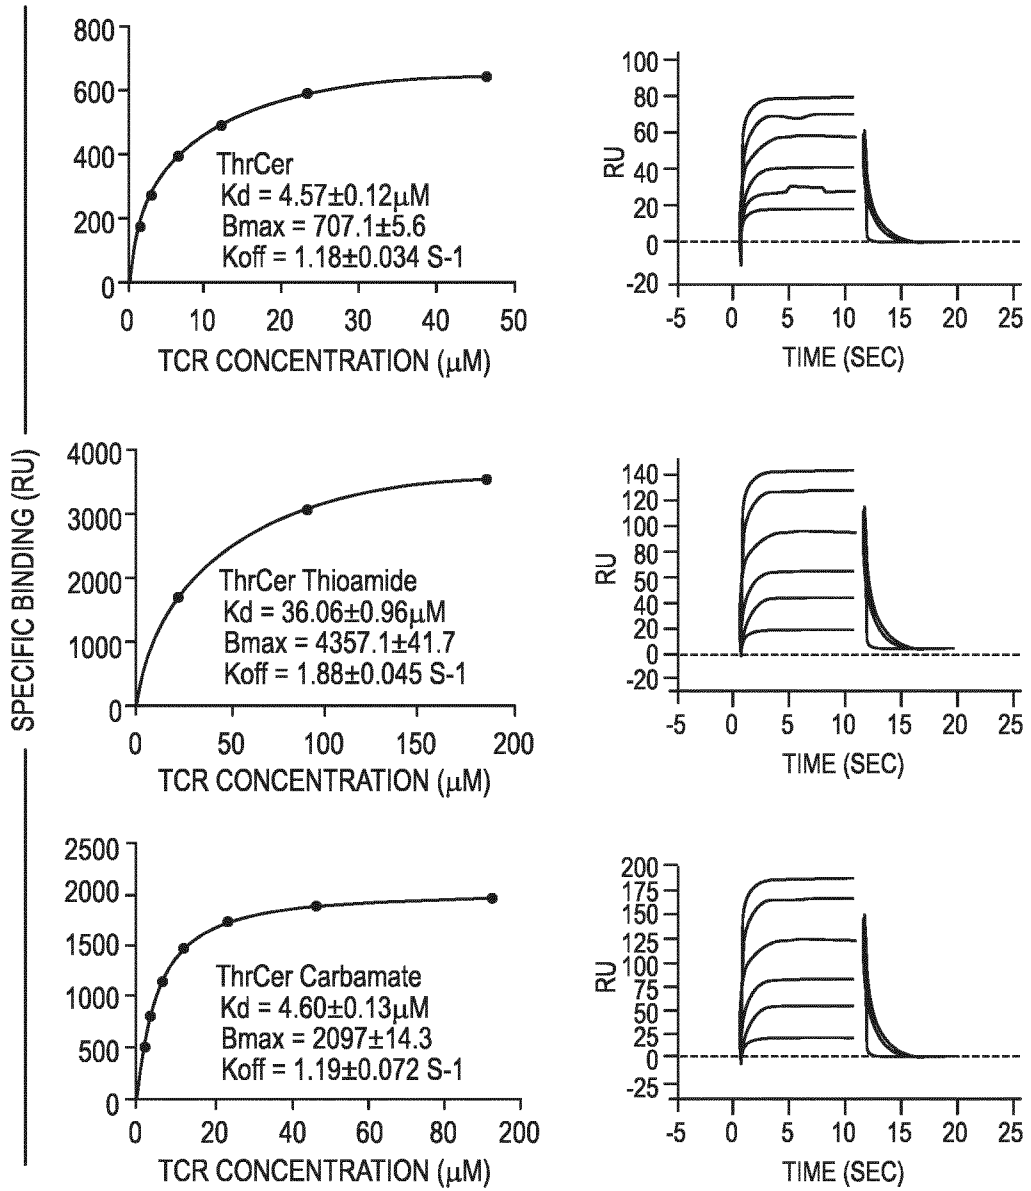 SPECIFIC BINDING (RU)
800
600
400
200
0
ThrCer
Kd = 4.57±0.12μM
Bmax = 707.1±5.6
Koff = 1.18±0.034 S-1
0 10 20 30 40 50
TCR CONCENTRATION (μM)
RU
100
80
60
40
20
0
-20
-5 0 5 10 15 20 25
TIME (SEC)
4000
3000
2000
1000
0
ThrCer Thioamide
Kd = 36.06±0.96μM
Bmax = 4357.1±41.7
Koff = 1.88±0.045 S-1
0 50 100 150 200
TCR CONCENTRATION (μM)
RU
140
120
100
80
60
40
20
0
-20
-5 0 5 10 15 20 25
TIME (SEC)
2500
2000
1500
1000
500
0
ThrCer Carbamate
Kd = 4.60±0.13μM
Bmax = 2097±14.3
Koff = 1.19±0.072 S-1
0 20 40 60 80 200
TCR CONCENTRATION (μM)
RU
200
175
150
125
100
75
50
25
0
-25
-5 0 5 10 15 20 25
TIME (SEC)